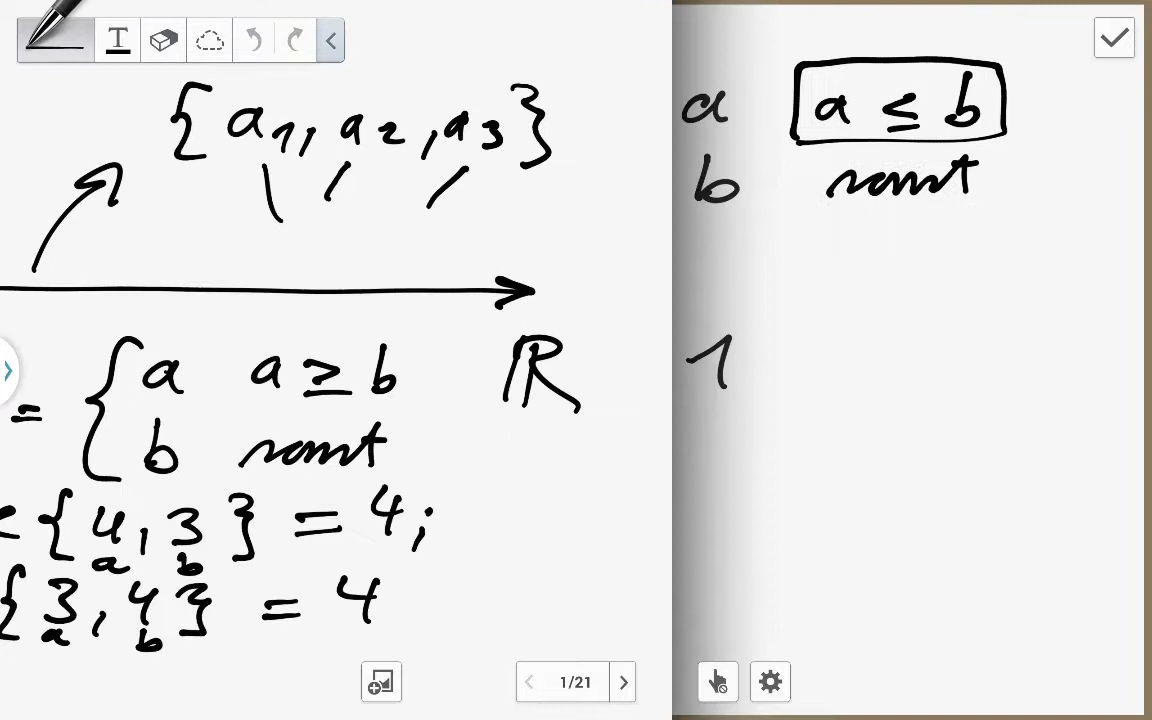 T
{a1, a2, a3}
= { a a ≥ b
b sonst
ℝ
{4, 3} = 4;
a b
{3, 4} = 4
a b
1/21
a a ≤ b
b sonst
1